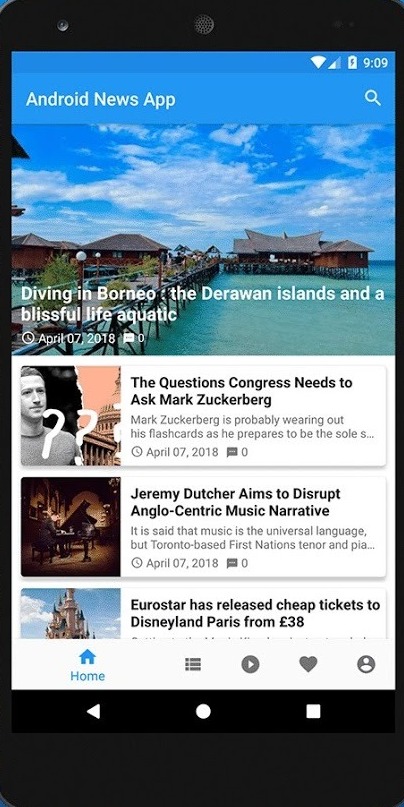 9:09
Android News App
Diving in Borneo : the Derawan islands and a
blissful life aquatic
April 07, 2018 0
The Questions Congress Needs to
Ask Mark Zuckerberg
Mark Zuckerberg is probably wearing out
his flashcards as he prepares to be the sole s...
April 07, 2018 0
Jeremy Dutcher Aims to Disrupt
Anglo-Centric Music Narrative
It is said that music is the universal language,
but Toronto-based First Nations tenor and pia...
April 07, 2018 0
Eurostar has released cheap tickets to
Disneyland Paris from £38
Home